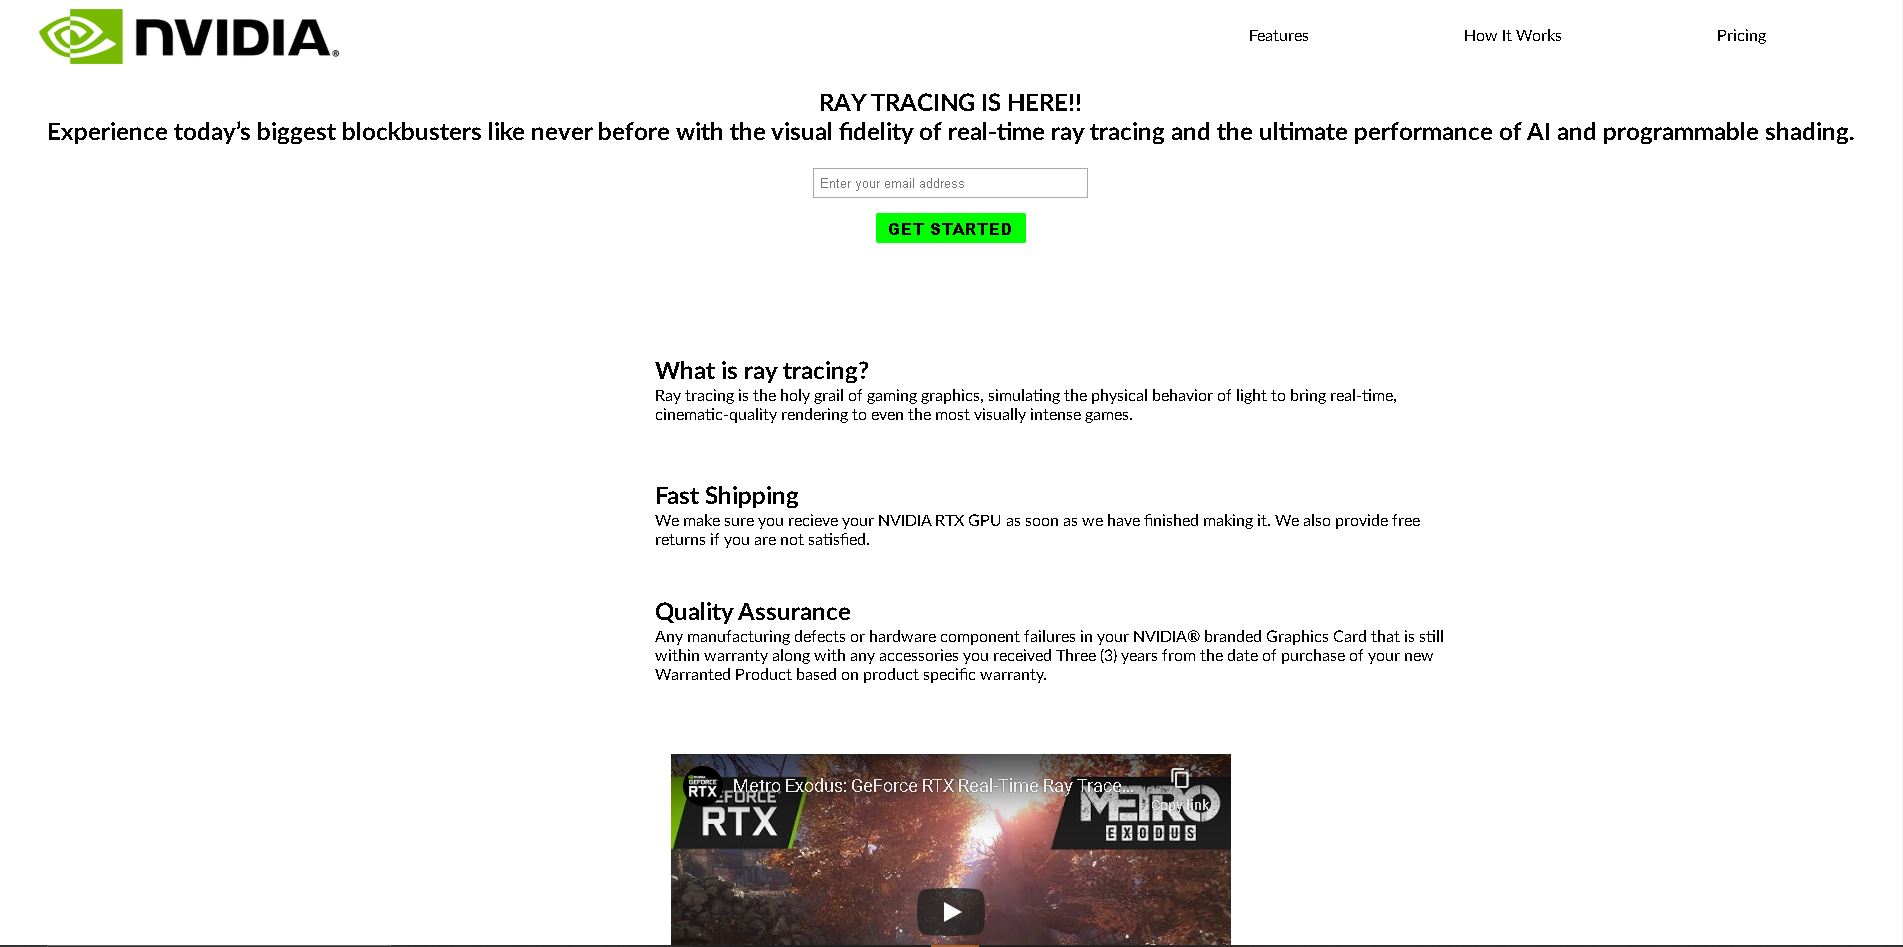 NVIDIA.®
Features
How It Works
Pricing
RAY TRACING IS HERE!!
Experience today's biggest blockbusters like never before with the visual fidelity of real-time ray tracing and the ultimate performance of AI and programmable shading.
Enter your email address
GET STARTED
What is ray tracing?
Ray tracing is the holy grail of gaming graphics, simulating the physical behavior of light to bring real-time,
cinematic-quality rendering to even the most visually intense games.
Fast Shipping
We make sure you recieve your NVIDIA RTX GPU as soon as we have finished making it. We also provide free
returns if you are not satisfied.
Quality Assurance
Any manufacturing defects or hardware component failures in your NVIDIA® branded Graphics Card that is still
within warranty along with any accessories you received Three (3) years from the date of purchase of your new
Warranted Product based on product specific warranty.
NVIDIA
GEFORCE
RTX
Metro Exodus: GeForce RTX Real-Time Ray Trace...
Copy link
GEFORCE
RTX
METRO
EXODUS